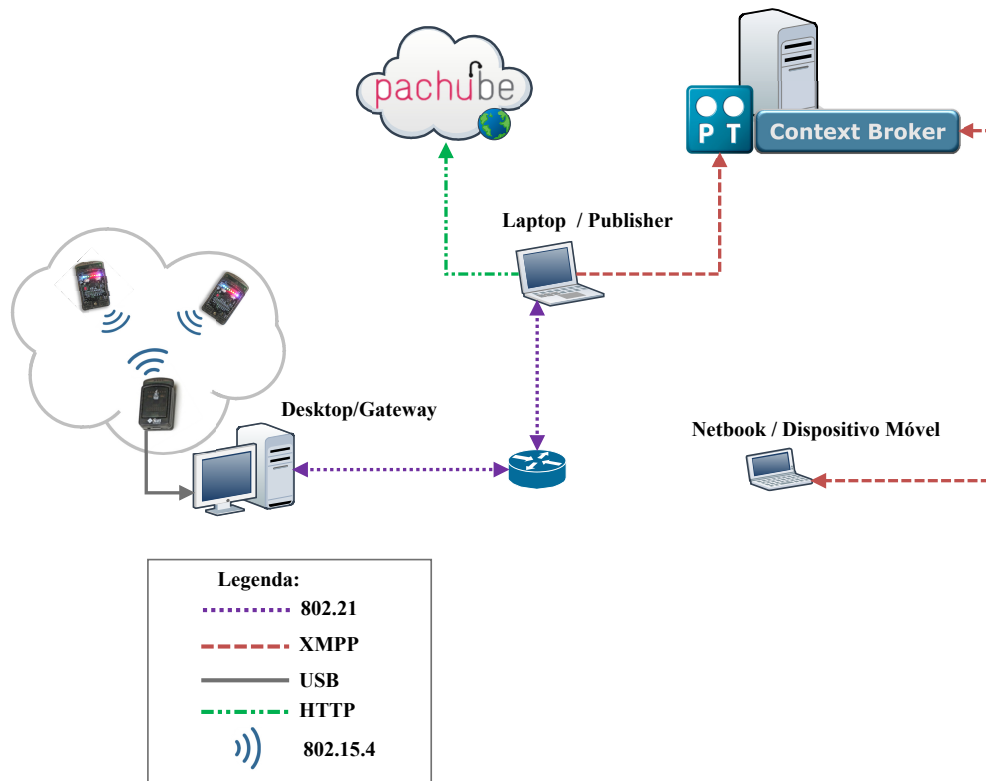 pachube
P T
Context Broker
Laptop / Publisher
Desktop/Gateway
Netbook / Dispositivo Móvel
Legenda:
802.21
XMPP
USB
HTTP
802.15.4